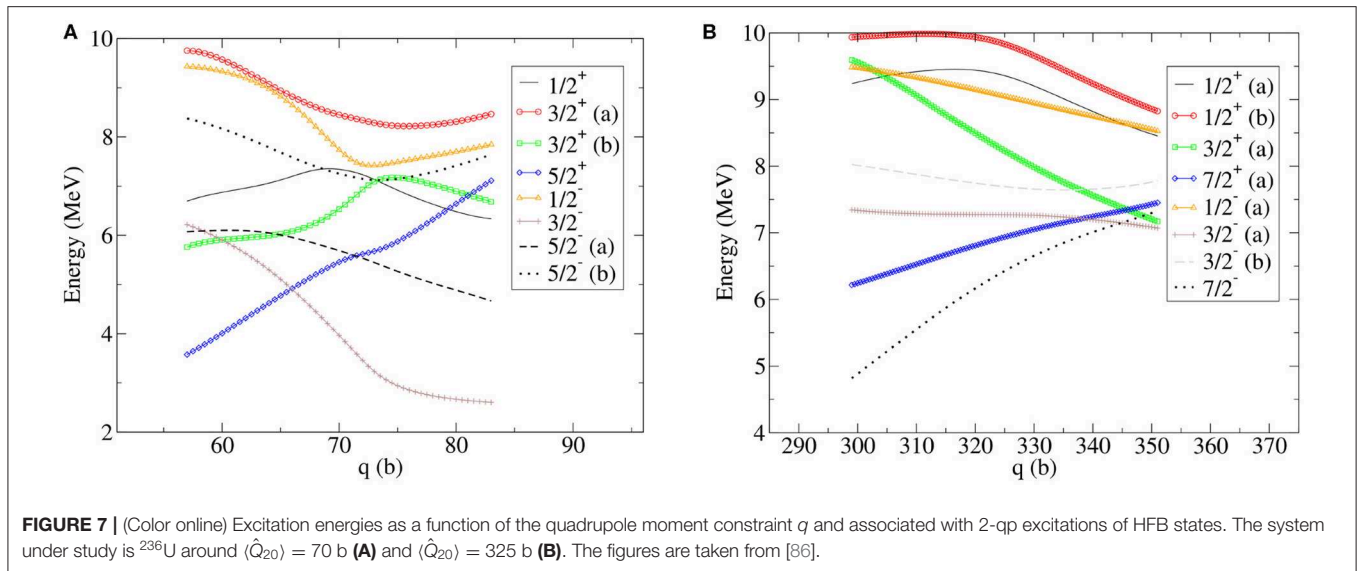 A
10
8
6
4
2
Energy (MeV)
60
70
80
90
q (b)
1/2⁺
3/2⁺ (a)
3/2⁺ (b)
5/2⁺
1/2⁻
3/2⁻
5/2⁻ (a)
5/2⁻ (b)
B
10
9
8
7
6
5
4
Energy (MeV)
290
300
310
320
330
340
350
360
370
q (b)
1/2⁺ (a)
1/2⁺ (b)
3/2⁺ (a)
7/2⁺ (a)
1/2⁻ (a)
3/2⁻ (a)
3/2⁻ (b)
7/2⁻
FIGURE 7 | (Color online) Excitation energies as a function of the quadrupole moment constraint q and associated with 2-qp excitations of HFB states. The system
under study is ²³⁶U around ⟨Q̂₂₀⟩ = 70 b (A) and ⟨Q̂₂₀⟩ = 325 b (B). The figures are taken from [86].